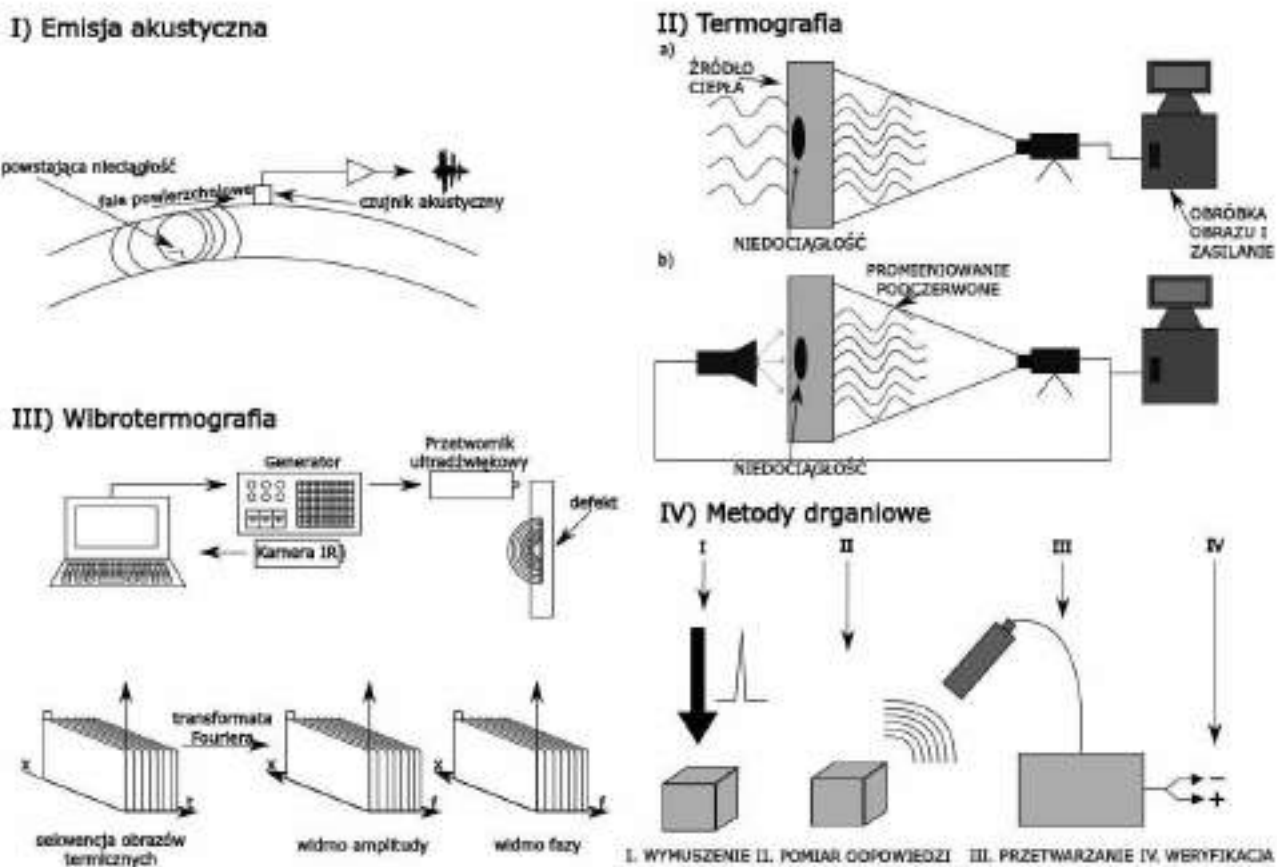 I) Emisja akustyczna
powstająca nieciągłość
fale powierzchniowe
czujnik akustyczny
II) Termografia
a)
ŹRÓDŁO
CIEPŁA
NIEDOCIĄGŁOŚĆ
OBRÓBKA
OBRAZU I
ZASILANIE
b)
PROMIENIOWANIE
PODCZERWONE
NIEDOCIĄGŁOŚĆ
III) Wibrotermografia
Generator
Przetwornik
ultradźwiękowy
defekt
Kamera IR
transformata
Fouriera
X
X
X
f
f
sekwencja obrazów
termicznych
widmo amplitudy
widmo fazy
IV) Metody drganiowe
I
II
III
IV
−
+
I. WYMUSZENIE II. POMIAR ODPOWIEDZI III. PRZETWARZANIE IV. WERYFIKACJA